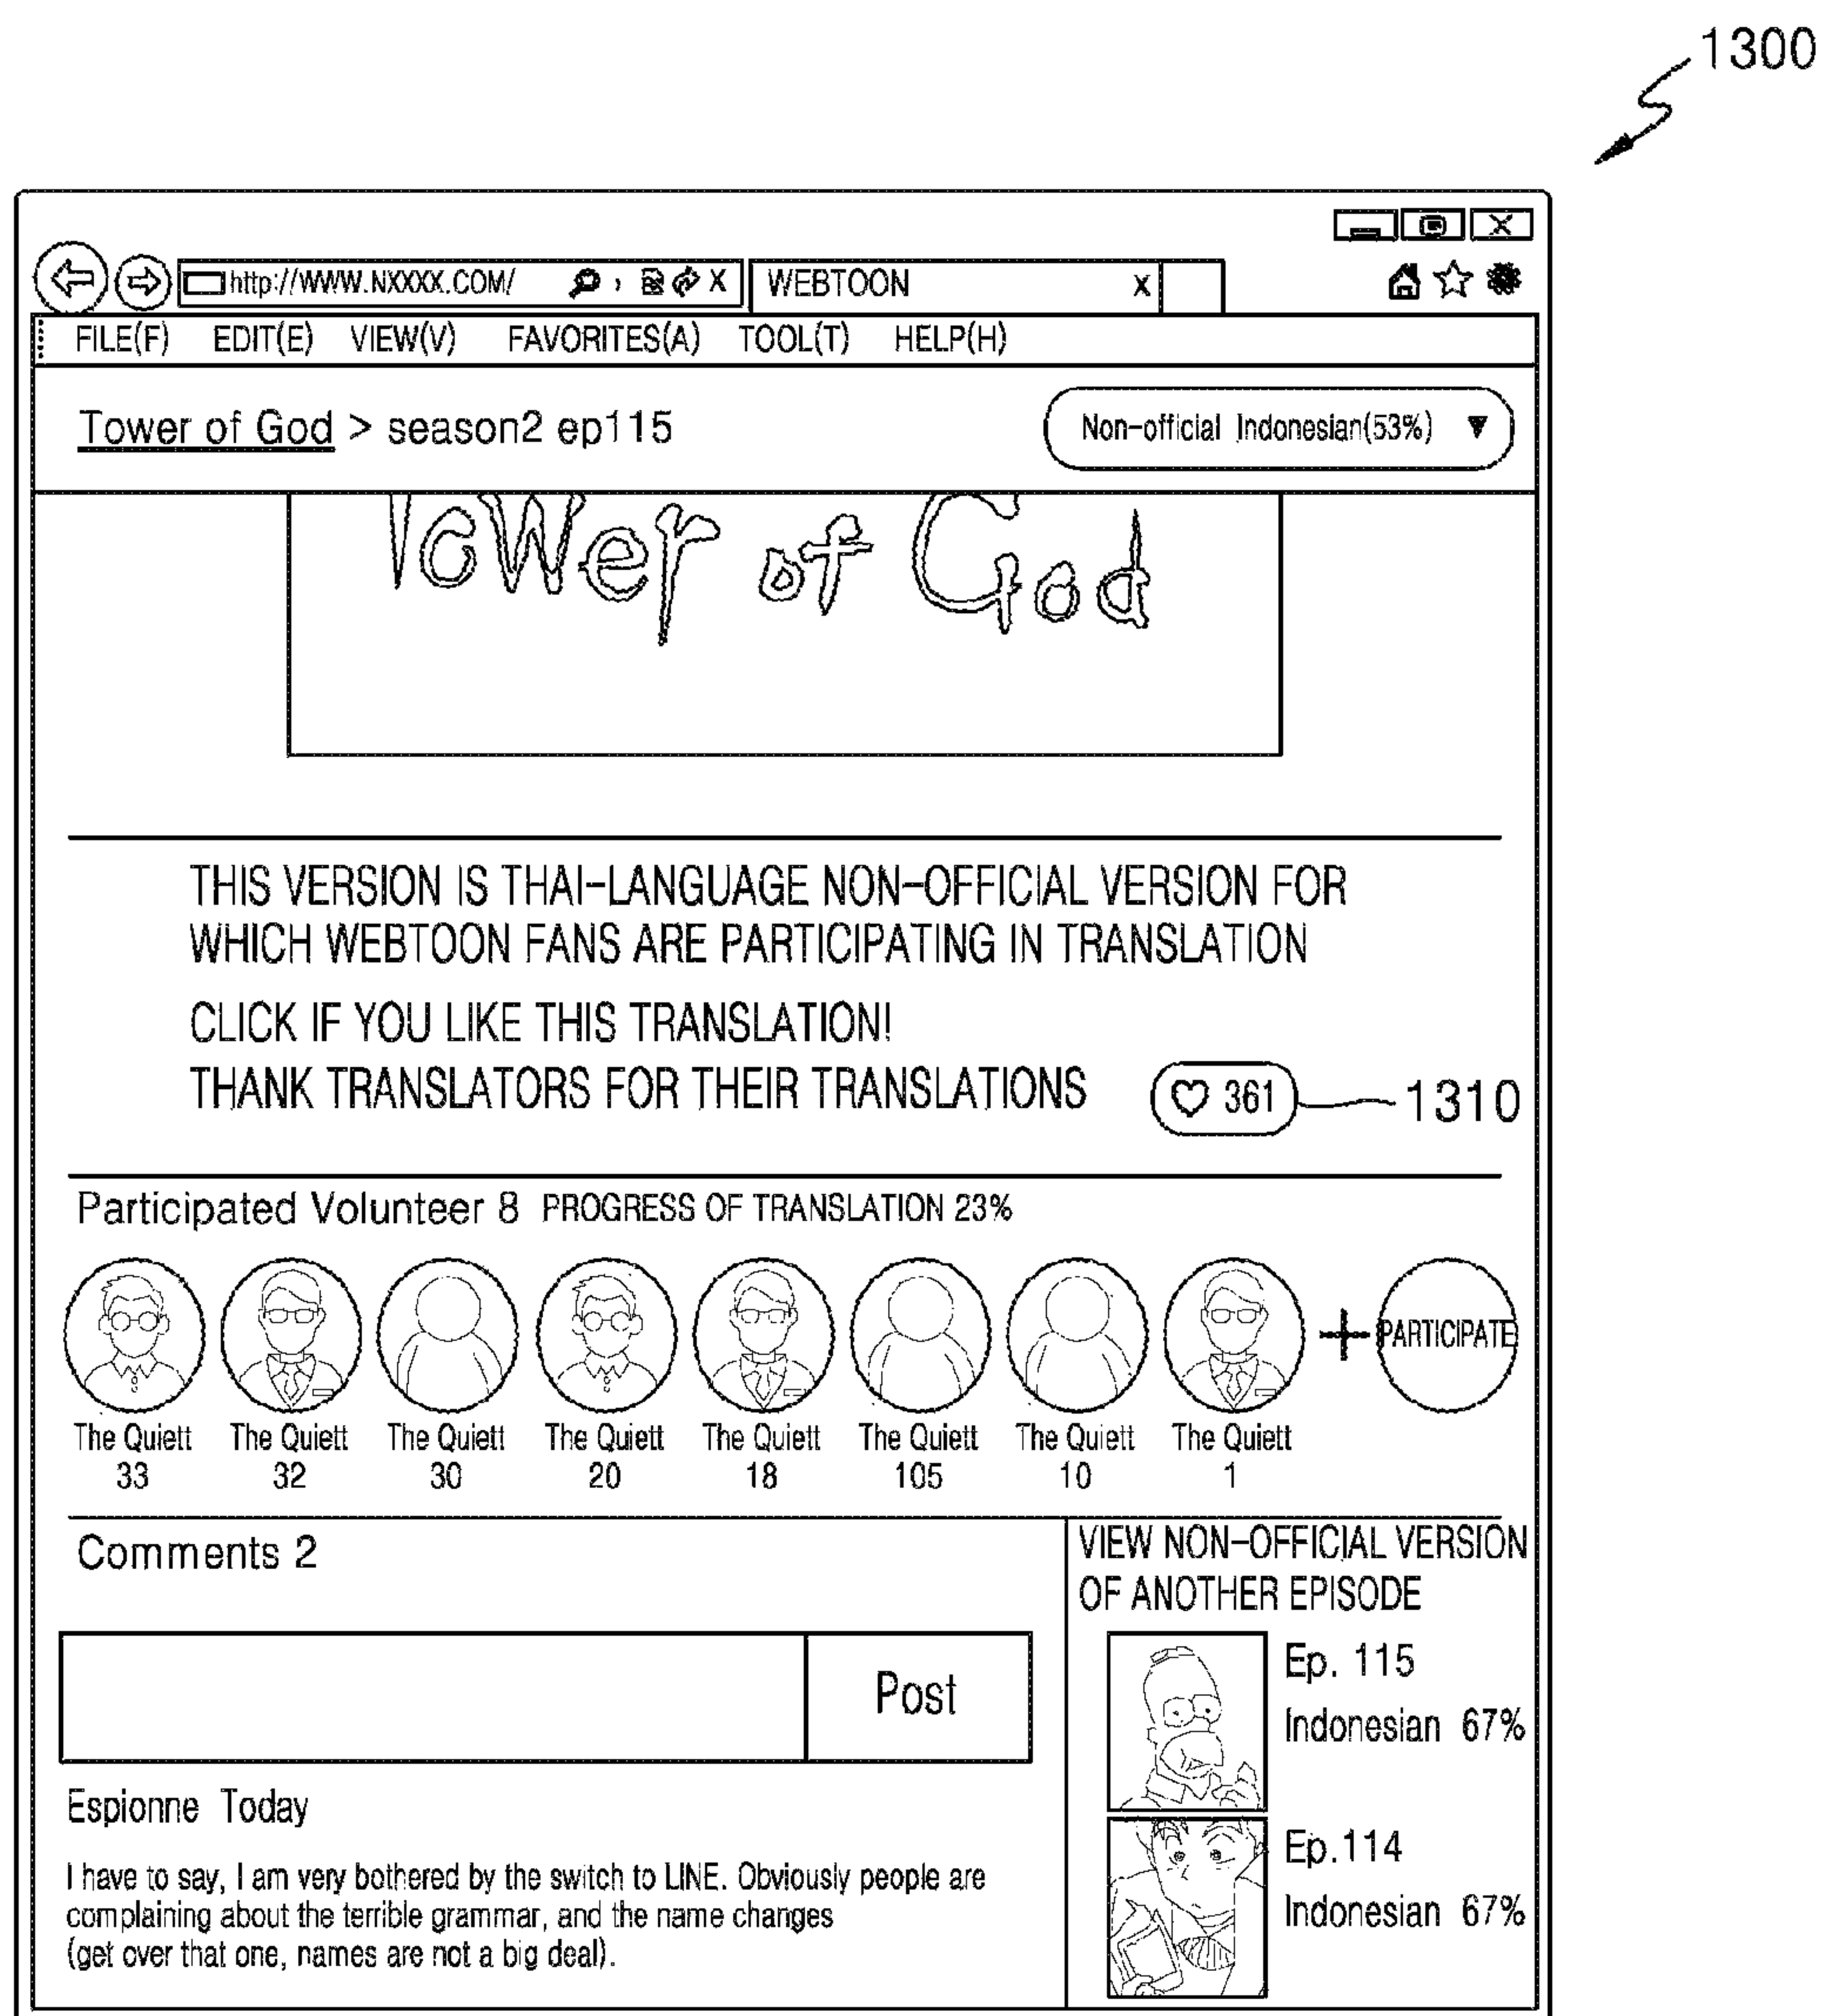 1300
http://WWW.NXXXX.COM/ WEBTOON X
FILE(F) EDIT(E) VIEW(V) FAVORITES(A) TOOL(T) HELP(H)
Tower of God > season2 ep115 Non-official Indonesian(53%) ▼
Tower of God
THIS VERSION IS THAI-LANGUAGE NON-OFFICIAL VERSION FOR
WHICH WEBTOON FANS ARE PARTICIPATING IN TRANSLATION
CLICK IF YOU LIKE THIS TRANSLATION!
THANK TRANSLATORS FOR THEIR TRANSLATIONS ♡ 361 1310
Participated Volunteer 8 PROGRESS OF TRANSLATION 23%
+ PARTICIPATE
The Quiett The Quiett The Quiett The Quiett The Quiett The Quiett The Quiett The Quiett
33 32 30 20 18 105 10 1
Comments 2
Post
Espionne Today
I have to say, I am very bothered by the switch to LINE. Obviously people are
complaining about the terrible grammar, and the name changes
(get over that one, names are not a big deal).
VIEW NON-OFFICIAL VERSION
OF ANOTHER EPISODE
Ep. 115
Indonesian 67%
Ep.114
Indonesian 67%